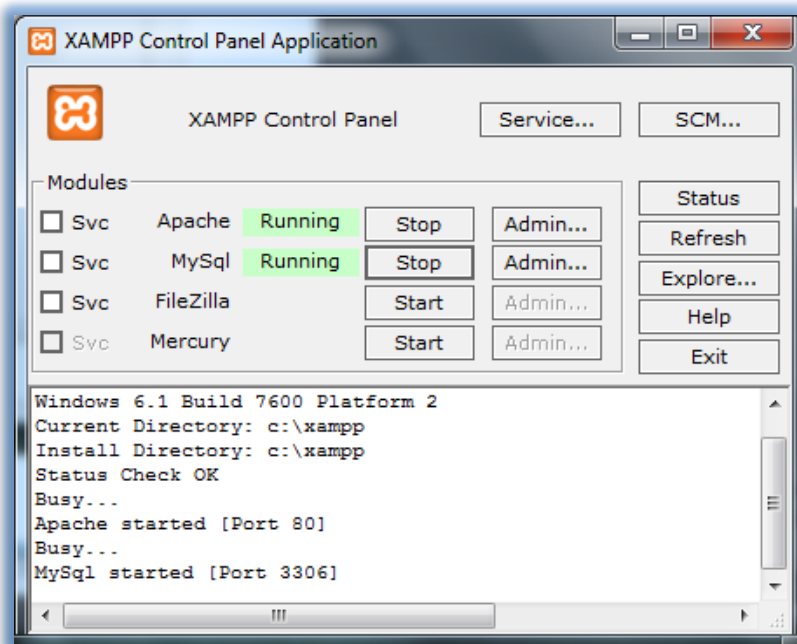 XAMPP Control Panel Application
XAMPP Control Panel Service... SCM...
Modules
Svc Apache Running Stop Admin...
Svc MySql Running Stop Admin...
Svc FileZilla Start Admin...
Svc Mercury Start Admin...
Status
Refresh
Explore...
Help
Exit
Windows 6.1 Build 7600 Platform 2
Current Directory: c:\xampp
Install Directory: c:\xampp
Status Check OK
Busy...
Apache started [Port 80]
Busy...
MySql started [Port 3306]